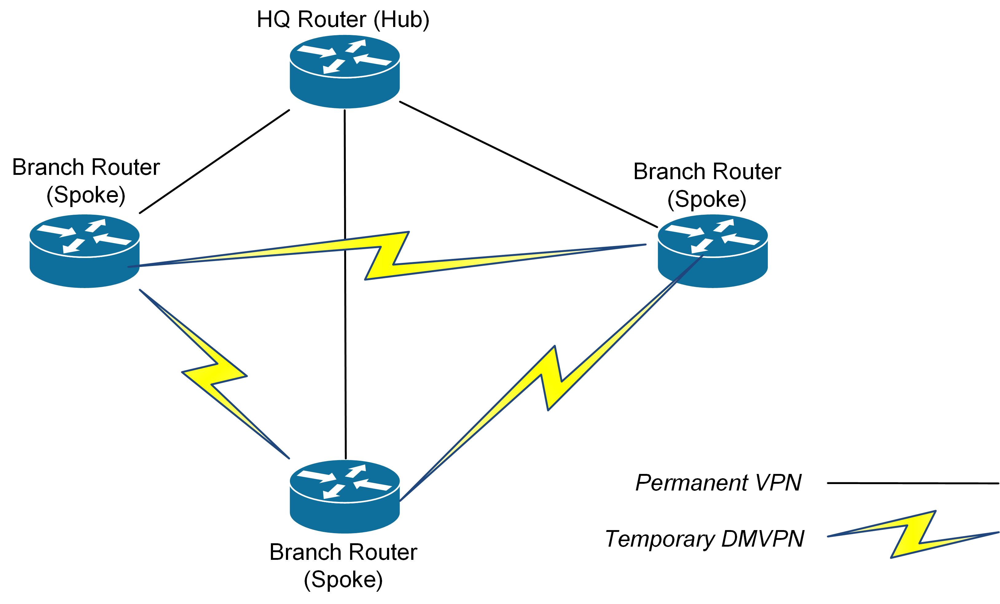 HQ Router (Hub)
Branch Router
(Spoke)
Branch Router
(Spoke)
Branch Router
(Spoke)
Permanent VPN
Temporary DMVPN